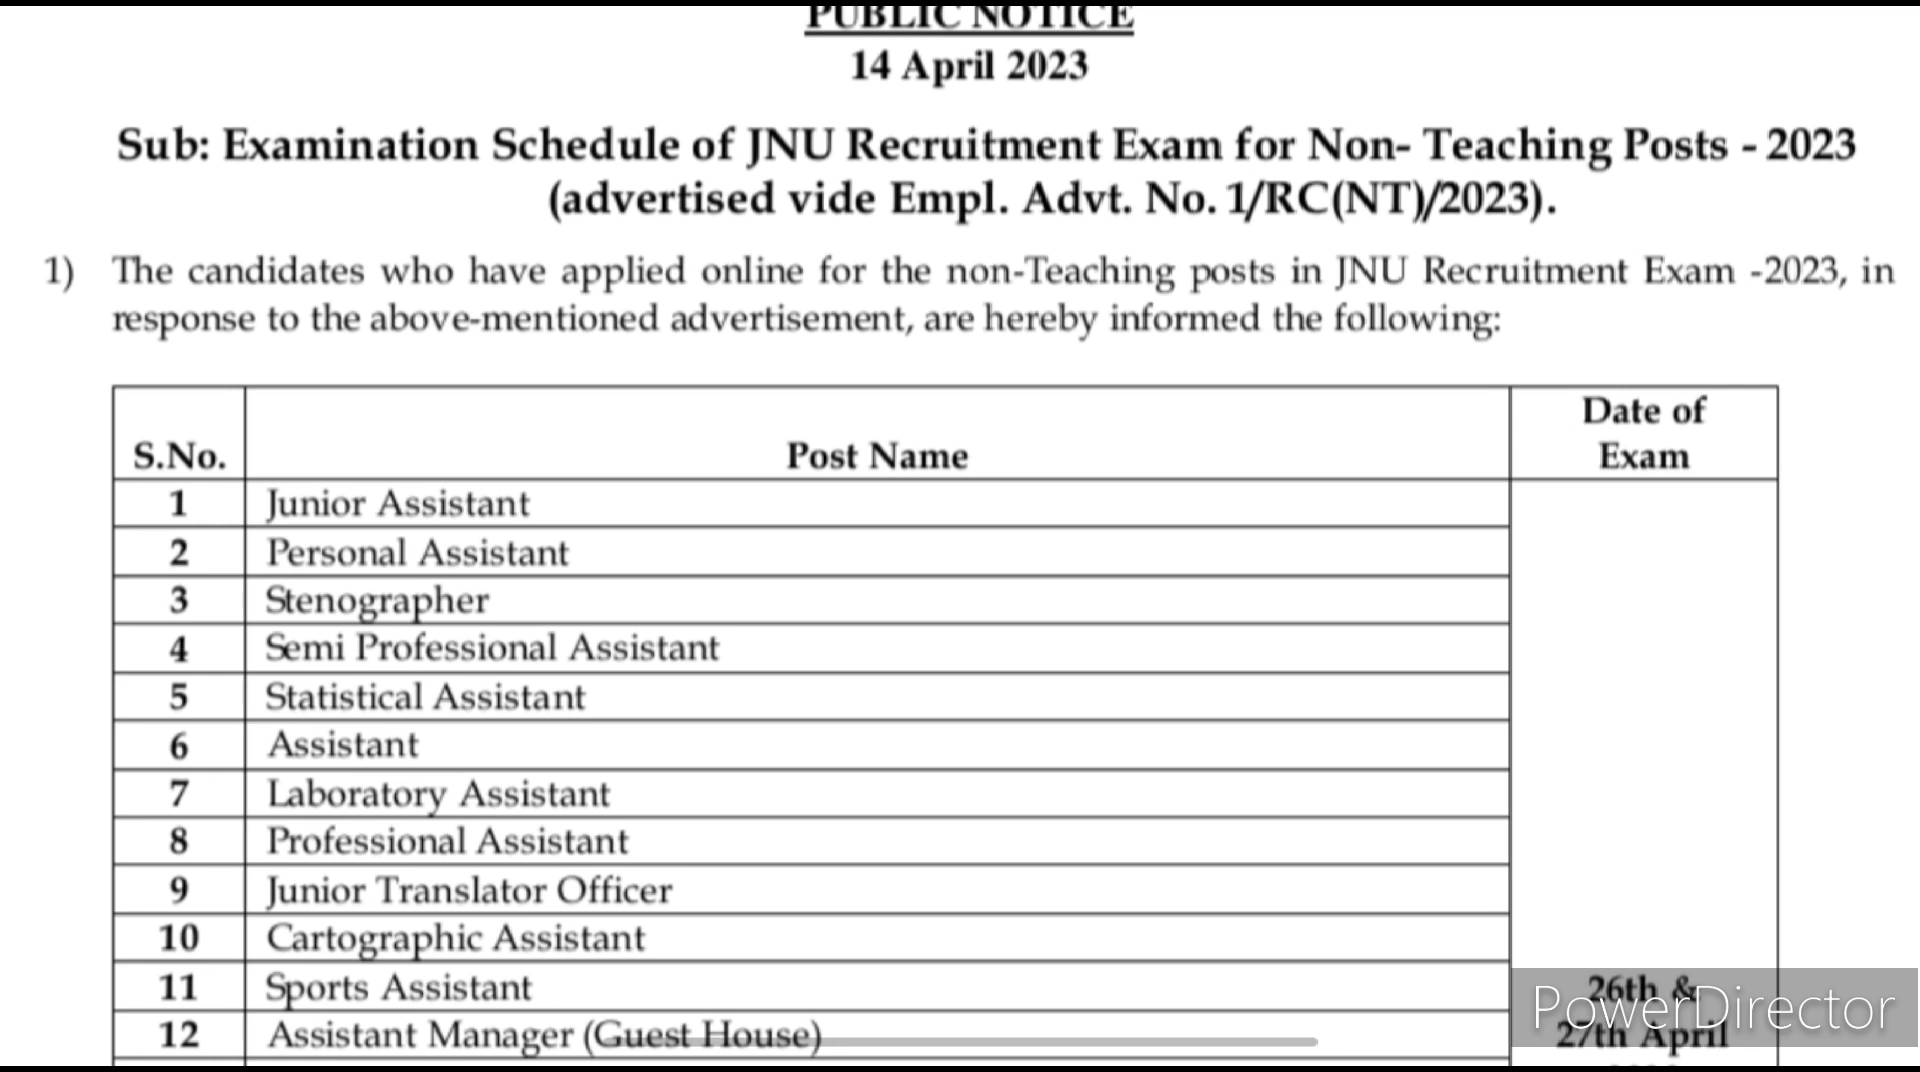 PUBLIC NOTICE
14 April 2023
Sub: Examination Schedule of JNU Recruitment Exam for Non- Teaching Posts - 2023
(advertised vide Empl. Advt. No. 1/RC(NT)/2023).
1) The candidates who have applied online for the non-Teaching posts in JNU Recruitment Exam -2023, in
response to the above-mentioned advertisement, are hereby informed the following:
Date of
S.No. Post Name Exam
1 Junior Assistant
2 Personal Assistant
3 Stenographer
4 Semi Professional Assistant
5 Statistical Assistant
6 Assistant
7 Laboratory Assistant
8 Professional Assistant
9 Junior Translator Officer
10 Cartographic Assistant
11 Sports Assistant 26th &
PowerDirector
12 Assistant Manager (Guest House) 27th April